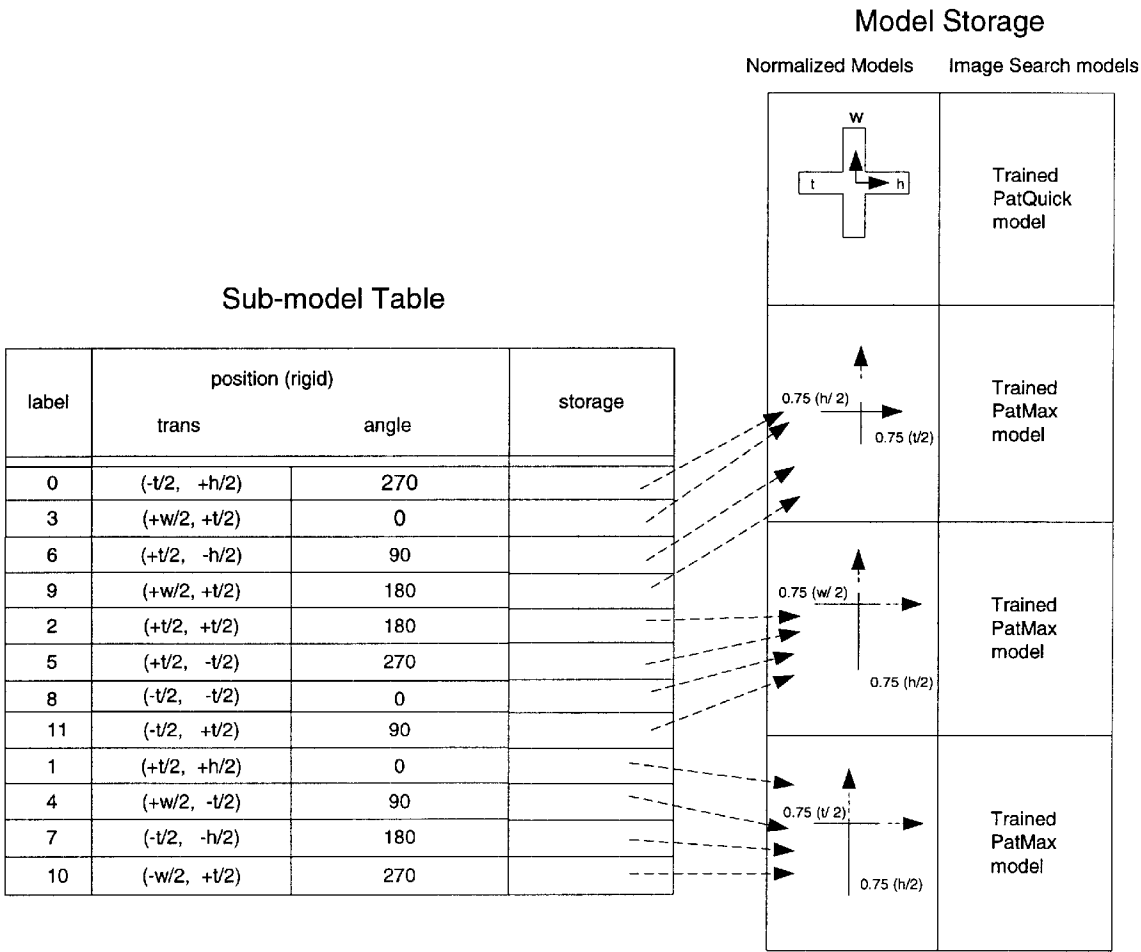 Model Storage
Normalized Models Image Search models
w
t h
Trained
PatQuick
model
Sub-model Table
label position (rigid) storage
trans angle
0 (-t/2, +h/2) 270
3 (+w/2, +t/2) 0
6 (+t/2, -h/2) 90
9 (+w/2, +t/2) 180
2 (+t/2, +t/2) 180
5 (+t/2, -t/2) 270
8 (-t/2, -t/2) 0
11 (-t/2, +t/2) 90
1 (+t/2, +h/2) 0
4 (+w/2, -t/2) 90
7 (-t/2, -h/2) 180
10 (-w/2, +t/2) 270
0.75 (h/ 2)
0.75 (t/2)
Trained
PatMax
model
0.75 (w/ 2)
0.75 (h/2)
Trained
PatMax
model
0.75 (t/ 2)
0.75 (h/2)
Trained
PatMax
model